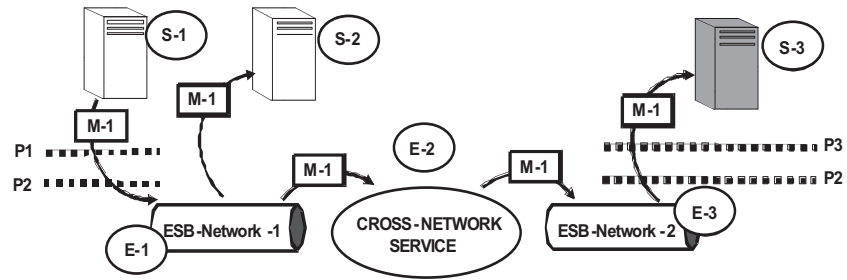 S-1
S-2
S-3
M-1
M-1
M-1
P1
P3
E-2
M-1
M-1
P2
P2
ESB-Network -1
CROSS-NETWORK
SERVICE
ESB-Network-2
E-3
E-1